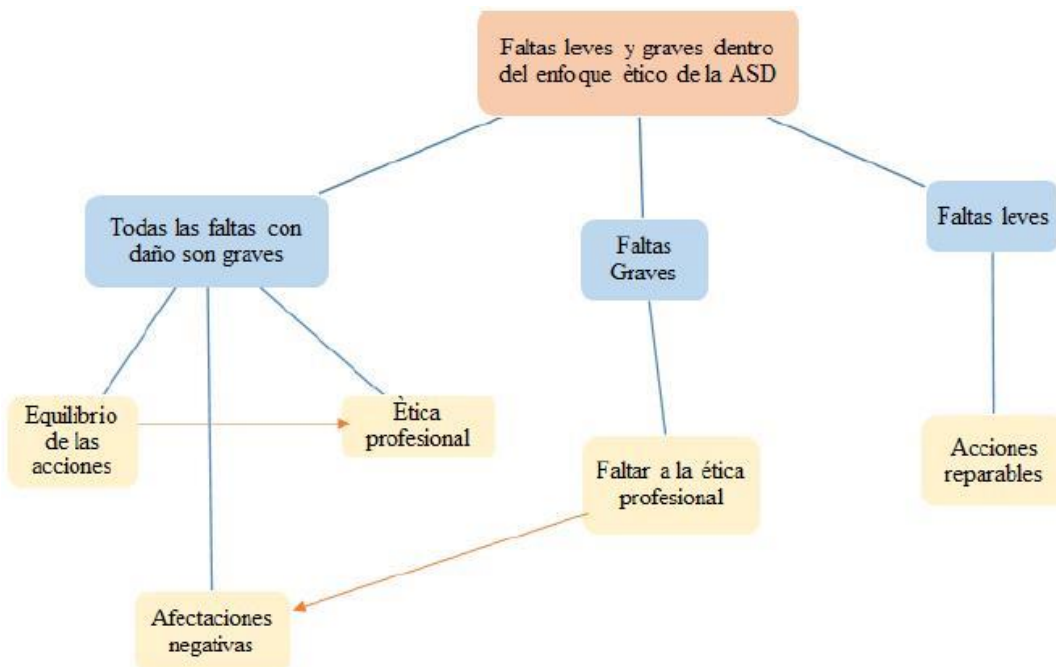 Faltas leves y graves dentro
del enfoque ètico de la ASD
Todas las faltas con
daño son graves
Faltas
Graves
Faltas leves
Equilibrio
de las
acciones
Ètica
profesional
Faltar a la ética
profesional
Acciones
reparables
Afectaciones
negativas